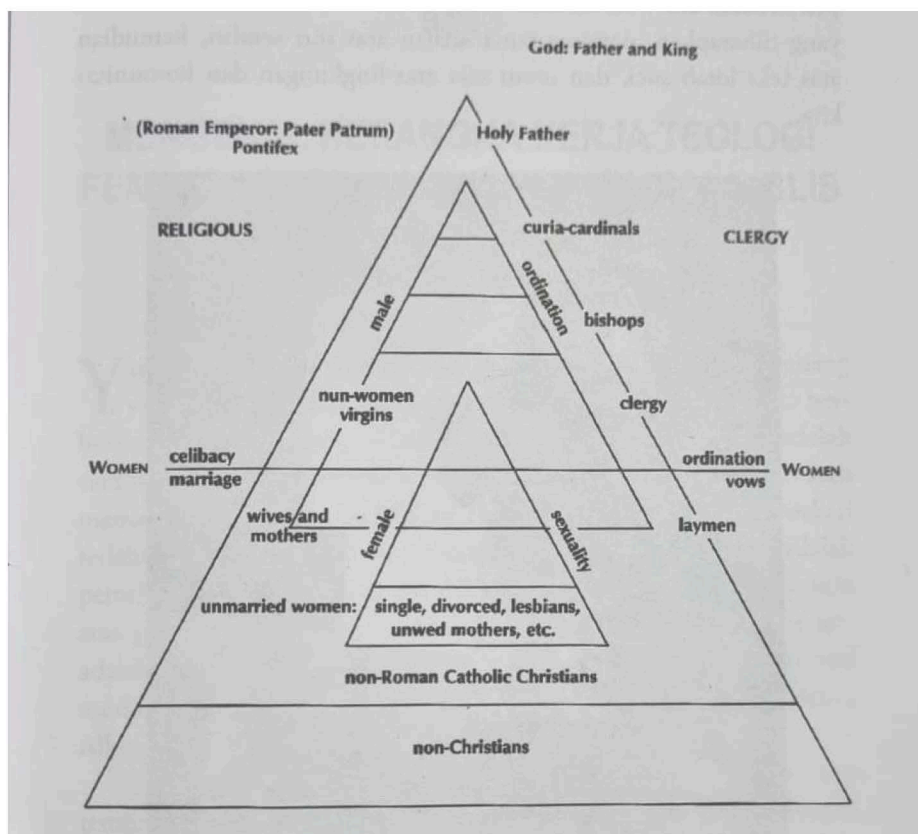 God: Father and King
(Roman Emperor: Pater Patrum)
Pontifex
Holy Father
RELIGIOUS
curia-cardinals
CLERGY
male
ordination
bishops
nun-women
virgins
clergy
WOMEN
celibacy
marriage
ordination
vows
WOMEN
wives and
mothers
female
sexuality
laymen
unmarried women:
single, divorced, lesbians,
unwed mothers, etc.
non-Roman Catholic Christians
non-Christians